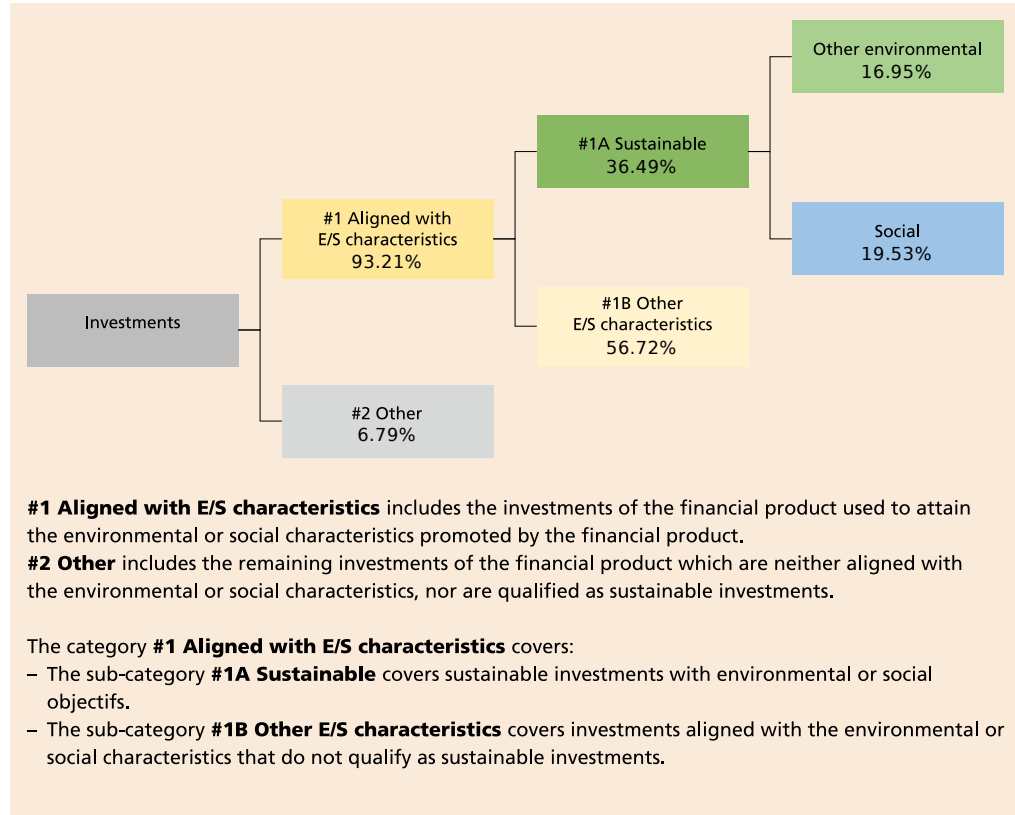 Other environmental
16.95%
#1A Sustainable
36.49%
#1 Aligned with
E/S characteristics
93.21%
Social
19.53%
Investments
#1B Other
E/S characteristics
56.72%
#2 Other
6.79%
#1 Aligned with E/S characteristics includes the investments of the financial product used to attain
the environmental or social characteristics promoted by the financial product.
#2 Other includes the remaining investments of the financial product which are neither aligned with
the environmental or social characteristics, nor are qualified as sustainable investments.
The category #1 Aligned with E/S characteristics covers:
– The sub-category #1A Sustainable covers sustainable investments with environmental or social
objectifs.
– The sub-category #1B Other E/S characteristics covers investments aligned with the environmental or
social characteristics that do not qualify as sustainable investments.